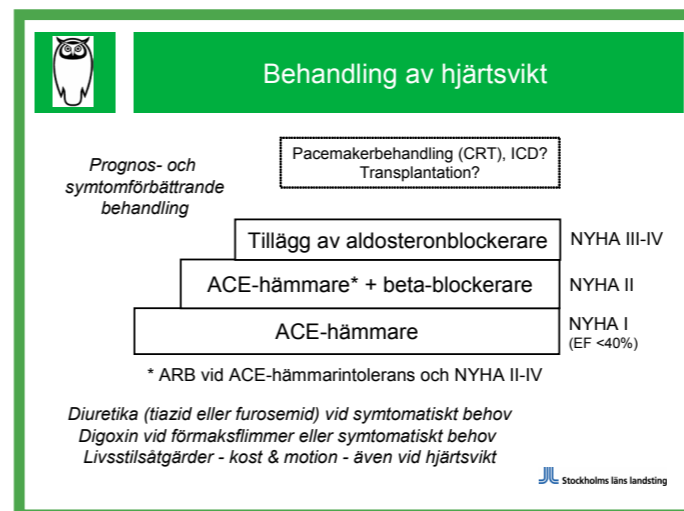 Behandling av hjärtsvikt
Prognos- och
symtomförbättrande
behandling
Pacemakerbehandling (CRT), ICD?
Transplantation?
Tillägg av aldosteronblockerare
NYHA III-IV
ACE-hämmare* + beta-blockerare
NYHA II
ACE-hämmare
NYHA I
(EF <40%)
* ARB vid ACE-hämmarintolerans och NYHA II-IV
Diuretika (tiazid eller furosemid) vid symtomatiskt behov
Digoxin vid förmaksflimmer eller symtomatiskt behov
Livsstilsåtgärder - kost & motion - även vid hjärtsvikt
Stockholms läns landsting